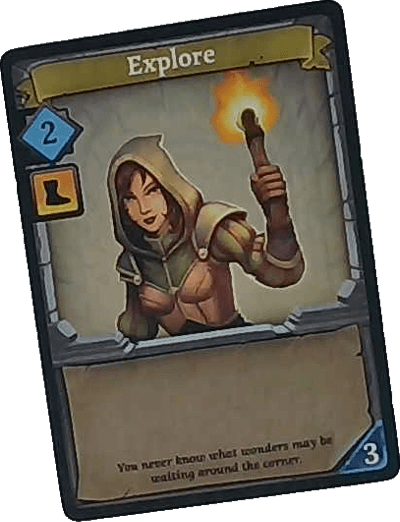 Explore
2
You never know what wonders may be
waiting around the corner.
3